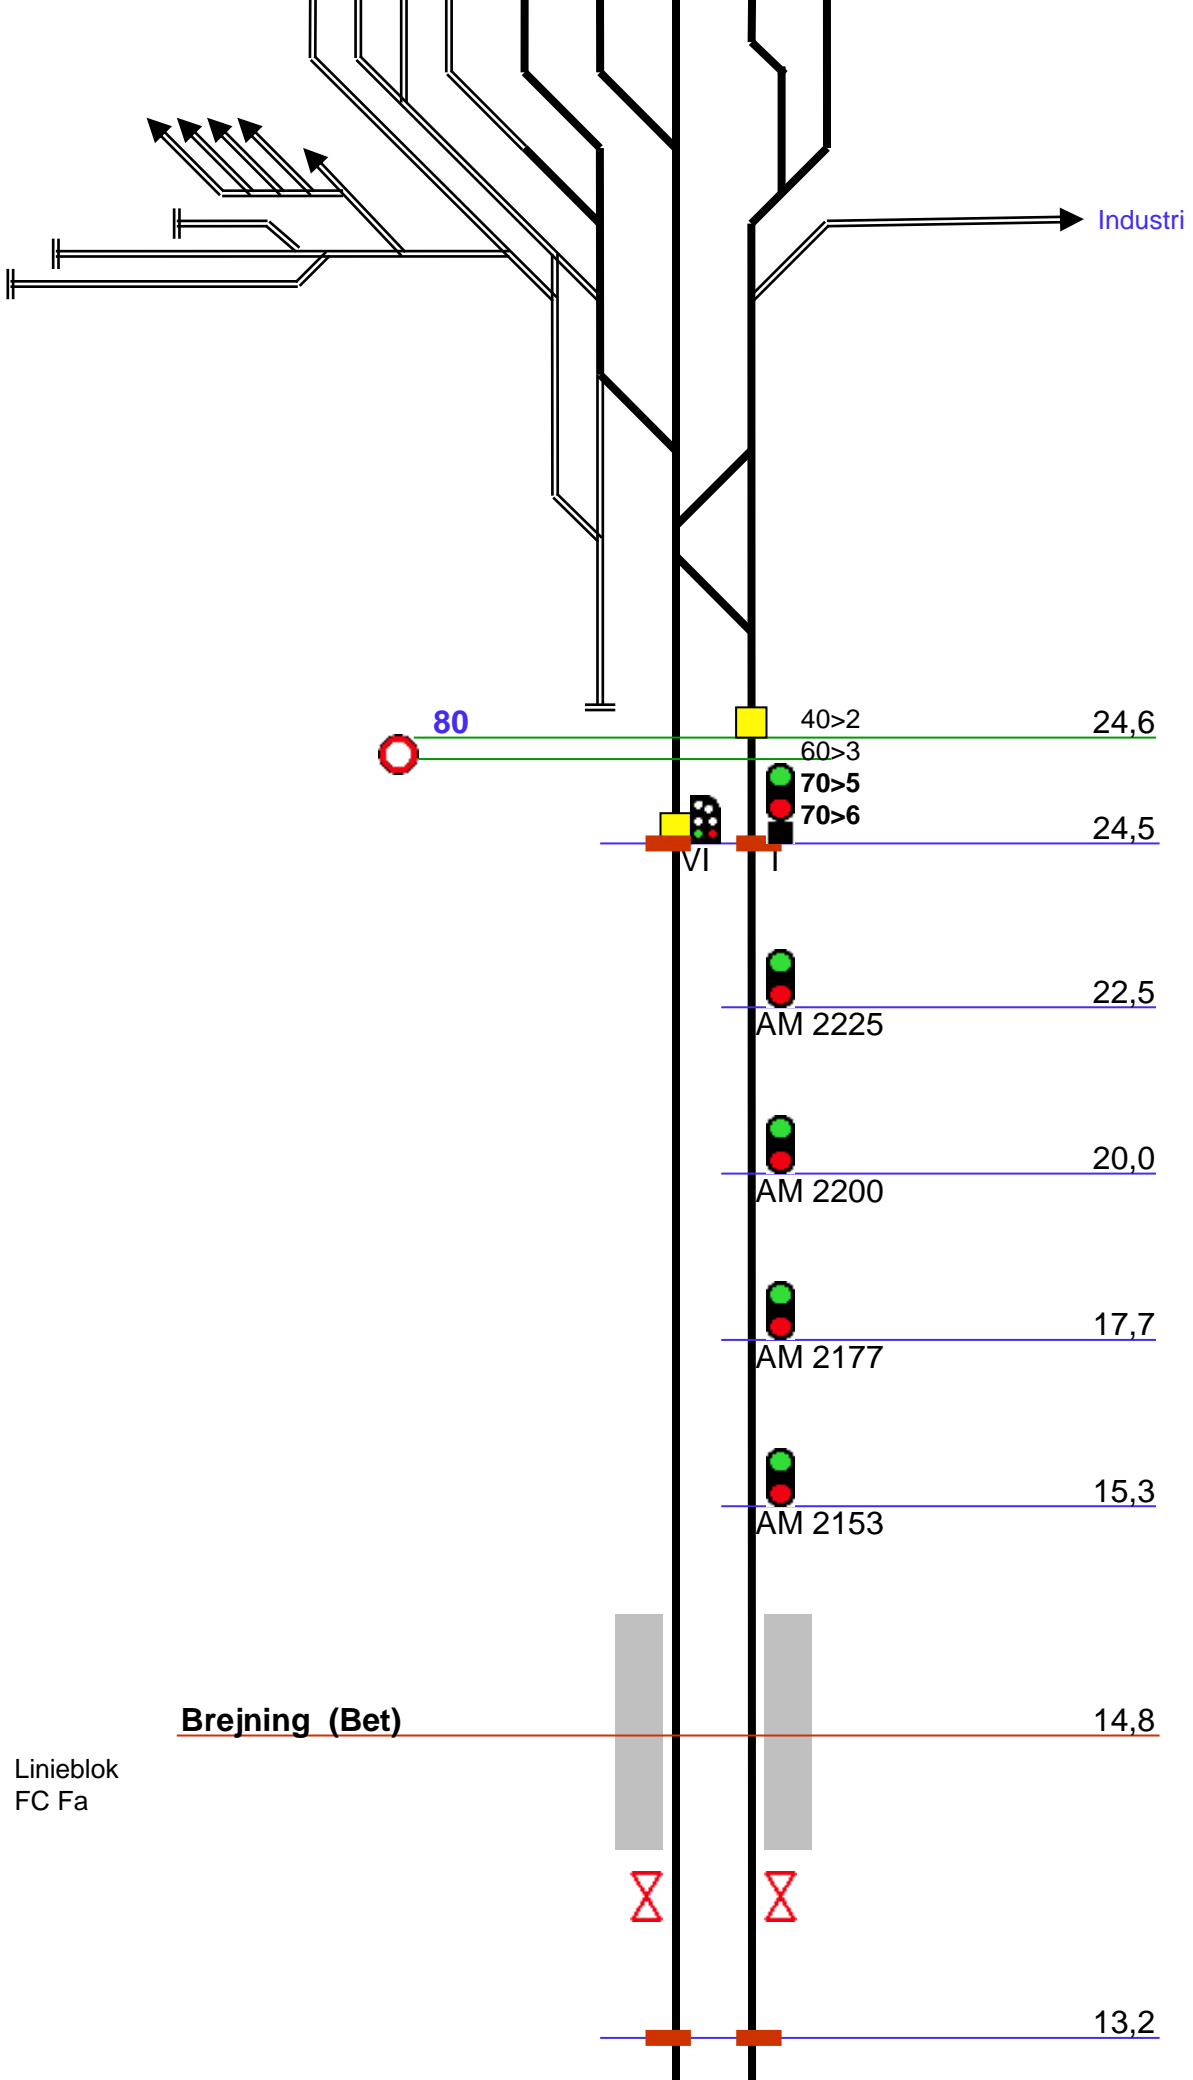 Industri
80
40>2
24,6
60>3
70>5
70>6
24,5
VI
I
22,5
AM 2225
20,0
AM 2200
17,7
AM 2177
15,3
AM 2153
Brejning (Bet)
14,8
Linieblok
FC Fa
13,2